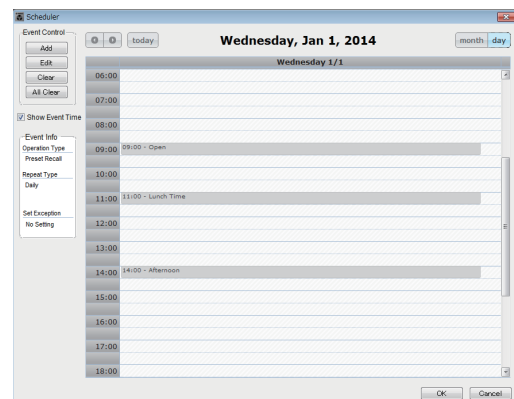 Scheduler
Event Control
Add
Edit
Clear
All Clear
Show Event Time
Event Info
Operation Type
Preset Recall
Repeat Type
Daily
Set Exception
No Setting
today
Wednesday, Jan 1, 2014
month day
Wednesday 1/1
06:00
07:00
08:00
09:00 09:00 - Open
10:00
11:00 11:00 - Lunch Time
12:00
13:00
14:00 14:00 - Afternoon
15:00
16:00
17:00
18:00
OK Cancel